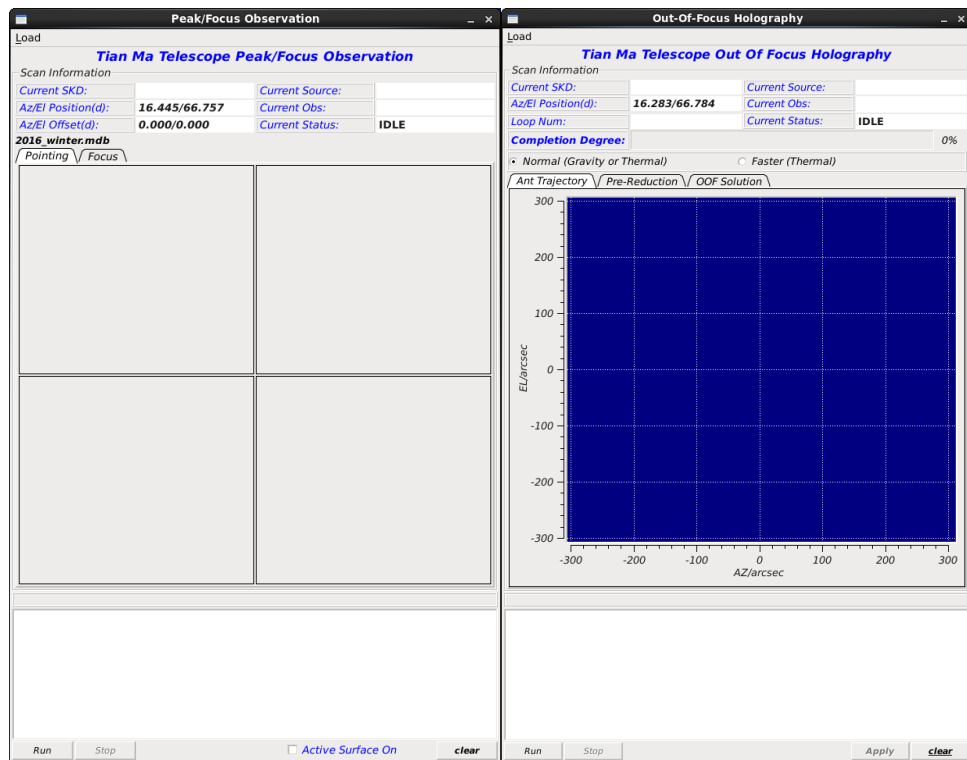 Peak/Focus Observation
Load
Tian Ma Telescope Peak/Focus Observation
Scan Information
Current SKD: Current Source:
Az/El Position(d): 16.445/66.757 Current Obs:
Az/El Offset(d): 0.000/0.000 Current Status: IDLE
2016_winter.mdb
Pointing Focus
Run Stop Active Surface On clear
Out-Of-Focus Holography
Load
Tian Ma Telescope Out Of Focus Holography
Scan Information
Current SKD: Current Source:
Az/El Position(d): 16.283/66.784 Current Obs:
Loop Num: Current Status: IDLE
Completion Degree: 0%
Normal (Gravity or Thermal) Faster (Thermal)
Ant Trajectory Pre-Reduction OOF Solution
300
200
100
0
-100
-200
-300
EL/arcsec
-300 -200 -100 0 100 200 300
AZ/arcsec
Run Stop Apply clear